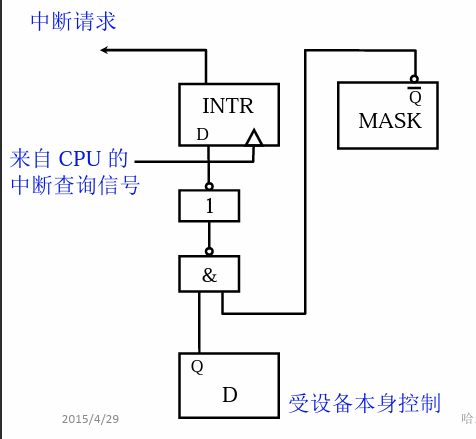 中断请求
INTR
D
Q̅
MASK
来自 CPU 的
中断查询信号
1
&
Q
D
受设备本身控制
2015/4/29
哈